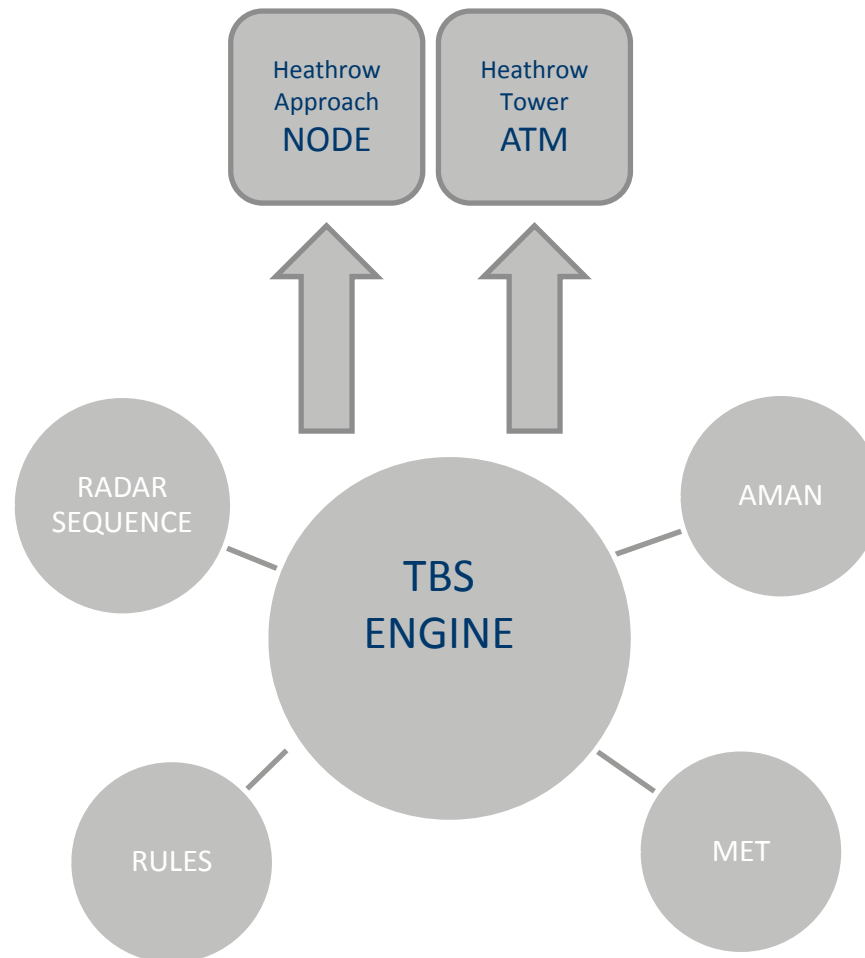 Heathrow
Approach
NODE
Heathrow
Tower
ATM
RADAR
SEQUENCE
AMAN
TBS
ENGINE
RULES
MET